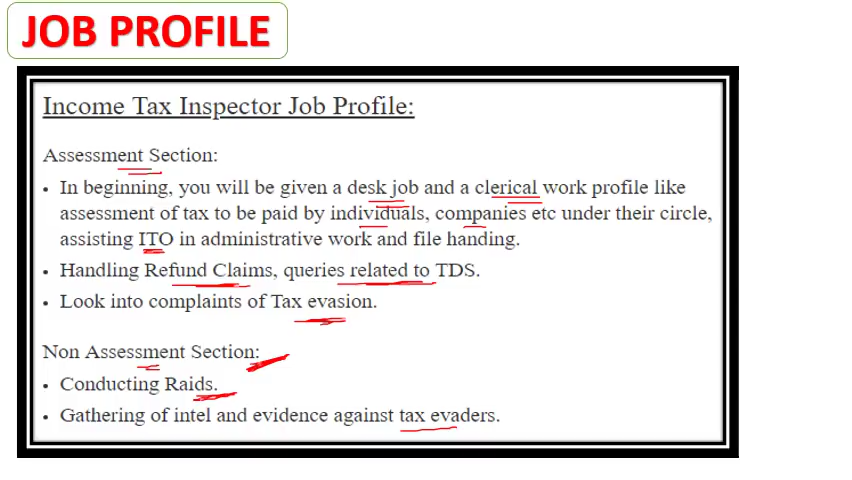 JOB PROFILE
Income Tax Inspector Job Profile:
Assessment Section:
• In beginning, you will be given a desk job and a clerical work profile like
assessment of tax to be paid by individuals, companies etc under their circle,
assisting ITO in administrative work and file handing.
• Handling Refund Claims, queries related to TDS.
• Look into complaints of Tax evasion.
Non Assessment Section:
• Conducting Raids.
• Gathering of intel and evidence against tax evaders.